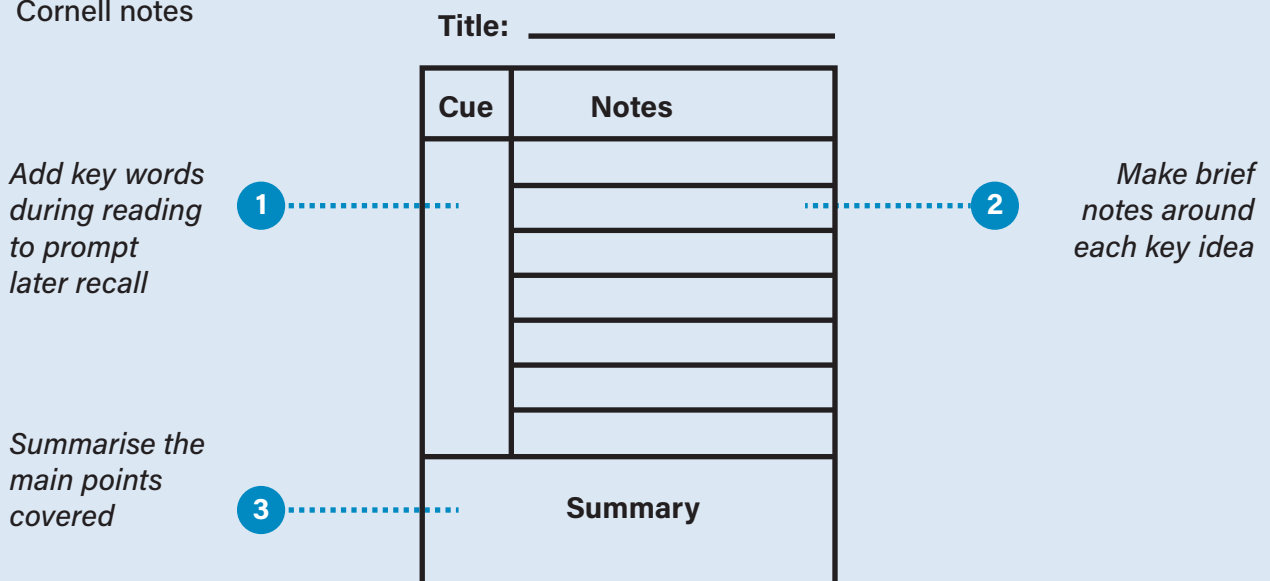 Cornell notes
Title:
Cue
Notes
Add key words
during reading
to prompt
later recall
1
2
Make brief
notes around
each key idea
Summarise the
main points
covered
3
Summary